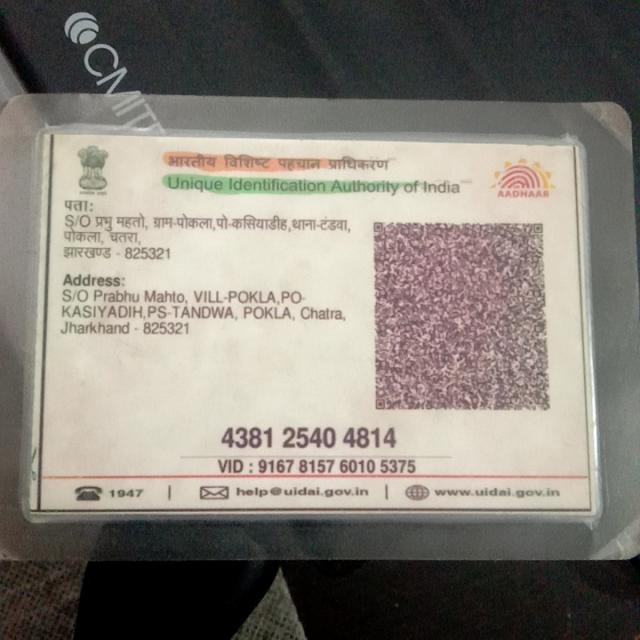 CMIT
भारतीय विशिष्ट पहचान प्राधिकरण
Unique Identification Authority of India
AADHAAR
पता:
S/O प्रभु महतो, ग्राम-पोकला,पो-कसियाडीह,थाना-टंडवा,
पोकला, चतरा,
झारखण्ड - 825321
Address:
S/O Prabhu Mahto, VILL-POKLA,PO-
KASIYADIH,PS-TANDWA, POKLA, Chatra,
Jharkhand - 825321
4381 2540 4814
VID : 9167 8157 6010 5375
1947 | help@uidai.gov.in | www.uidai.gov.in